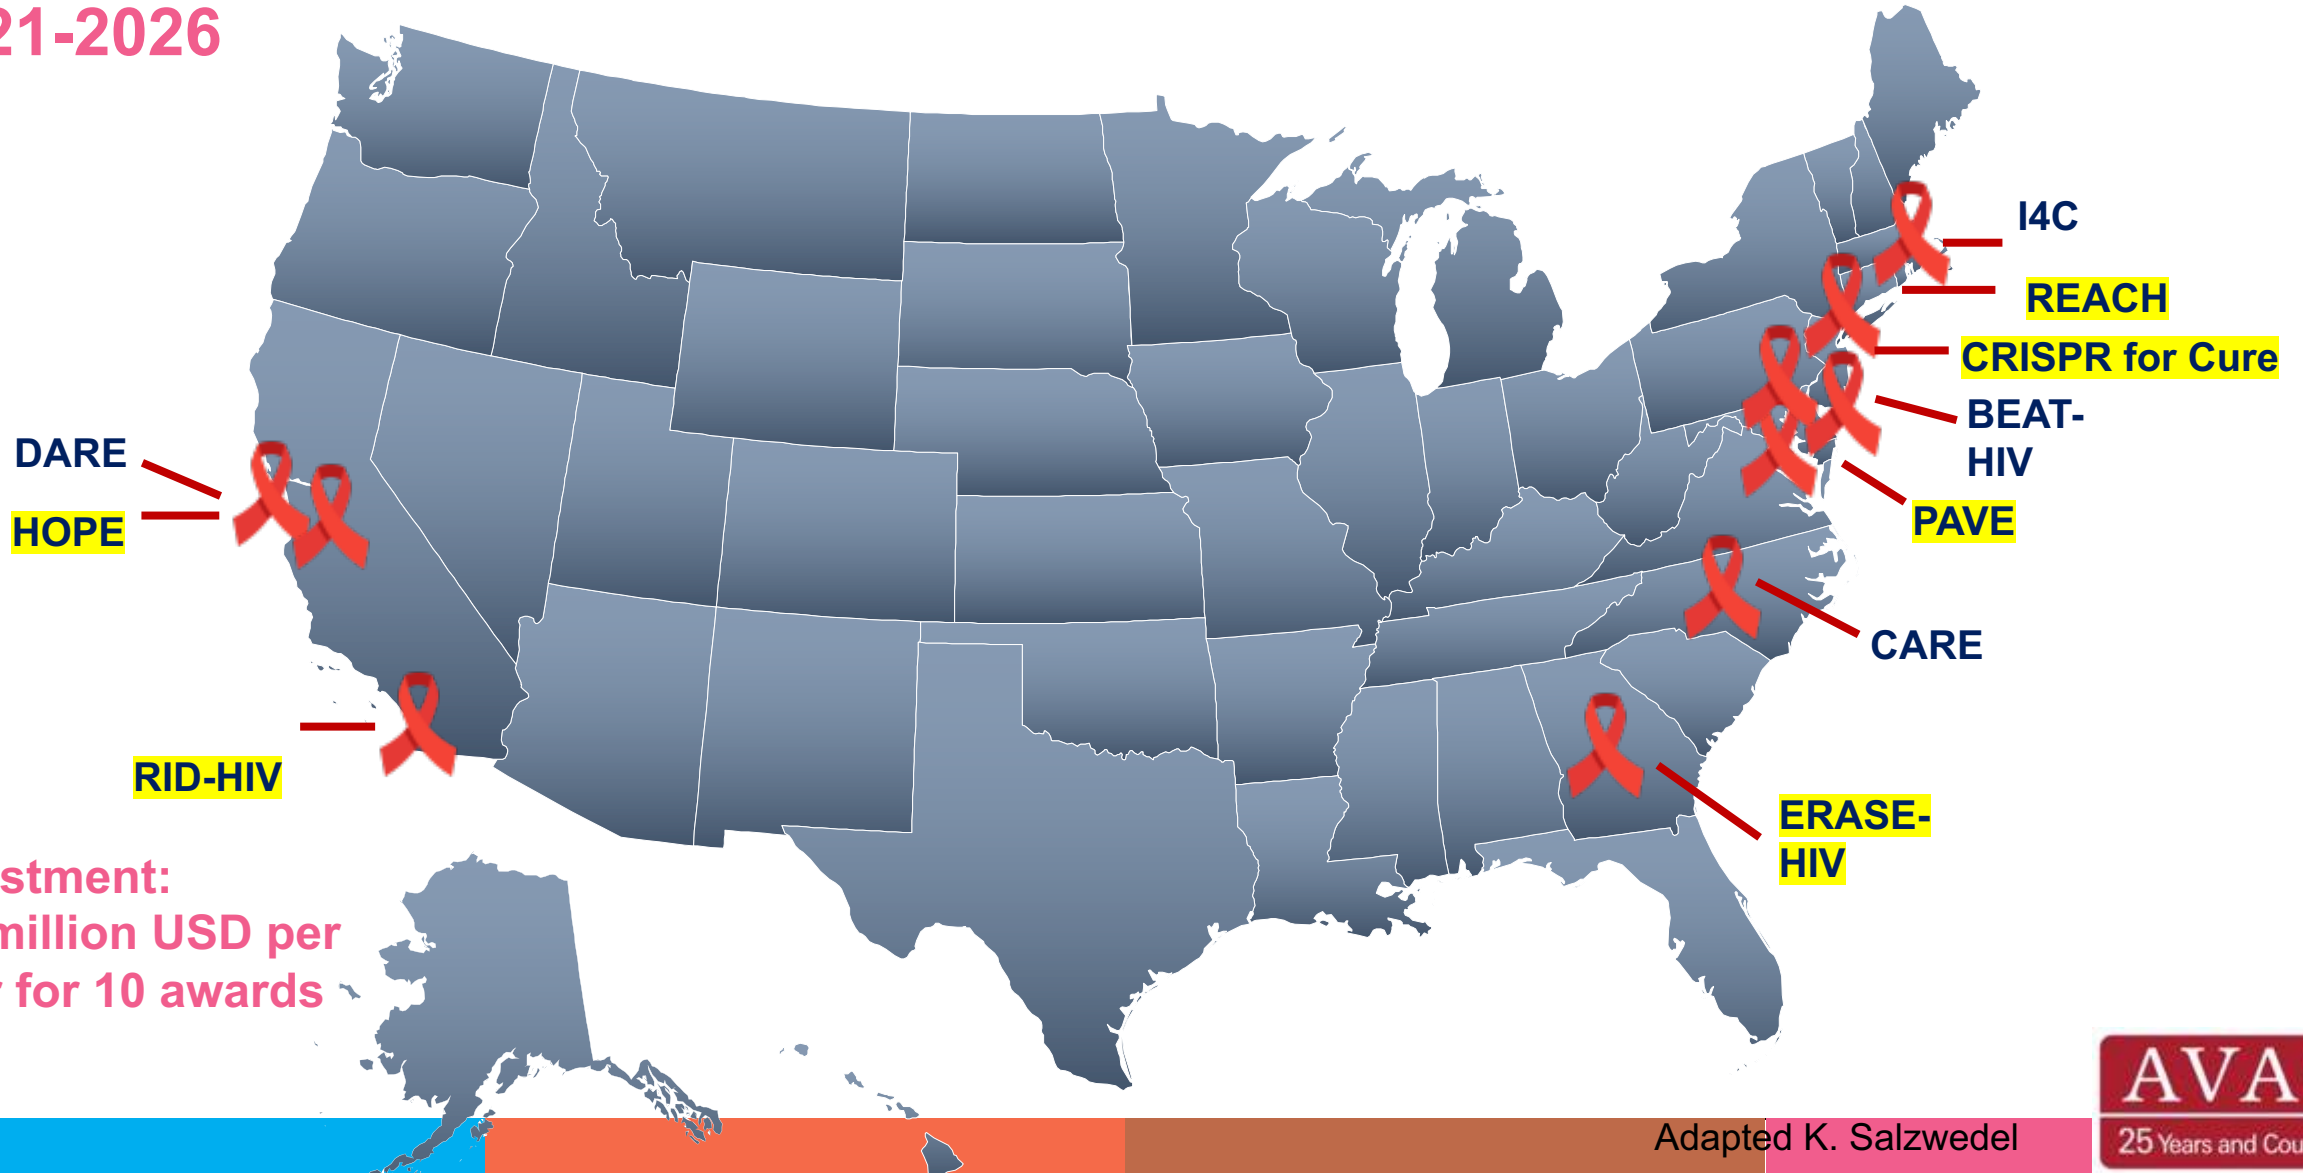 21-2026
I4C
REACH
CRISPR for Cure
BEAT-
HIV
DARE
HOPE
PAVE
CARE
RID-HIV
ERASE-
HIV
stment:
million USD per
r for 10 awards
Adapted K. Salzwedel
AVA
25 Years and Cou